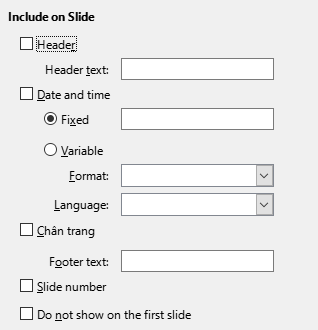 Include on Slide
Header
Header text:
Date and time
Fixed
Variable
Format:
Language:
Chân trang
Footer text:
Slide number
Do not show on the first slide